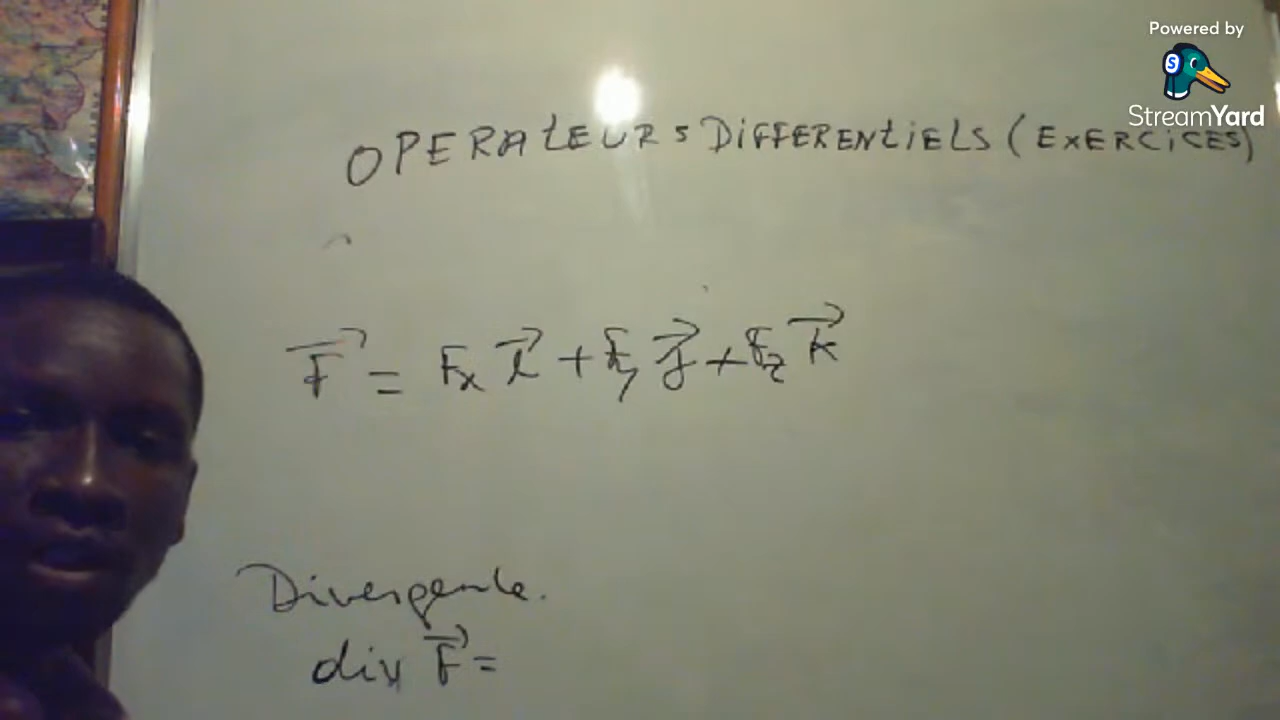 Powered by
StreamYard
OPERATEURS DIFFERENTIELS (EXERCICES)
F⃗ = Fx i⃗ + Fy j⃗ + Fz k⃗
Divergence.
div F⃗ =